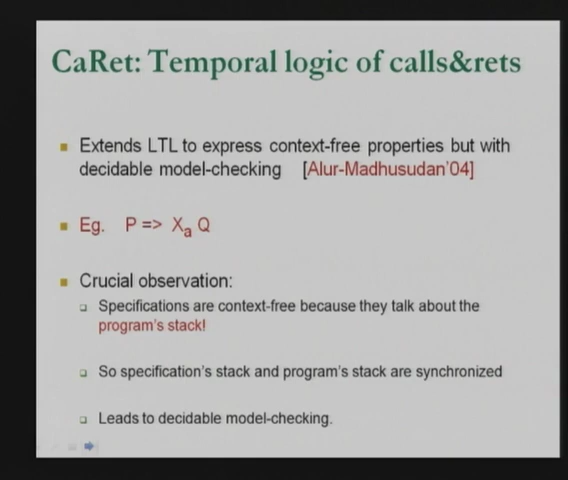 CaRet: Temporal logic of calls&rets
Extends LTL to express context-free properties but with
decidable model-checking [Alur-Madhusudan'04]
Eg. P => Xa Q
Crucial observation:
Specifications are context-free because they talk about the
program's stack!
So specification's stack and program's stack are synchronized
Leads to decidable model-checking.